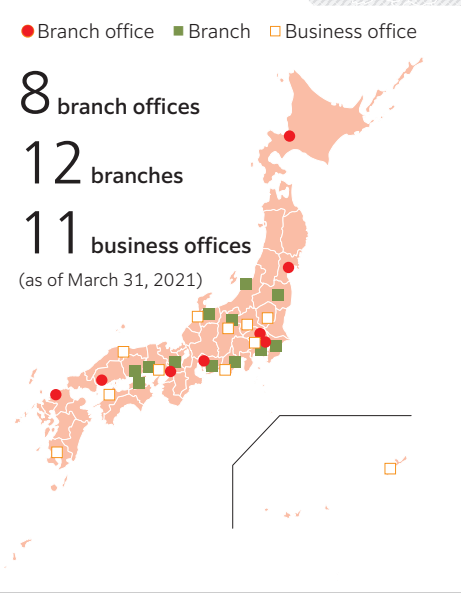 Branch office Branch Business office
8 branch offices
12 branches
11 business offices
(as of March 31, 2021)